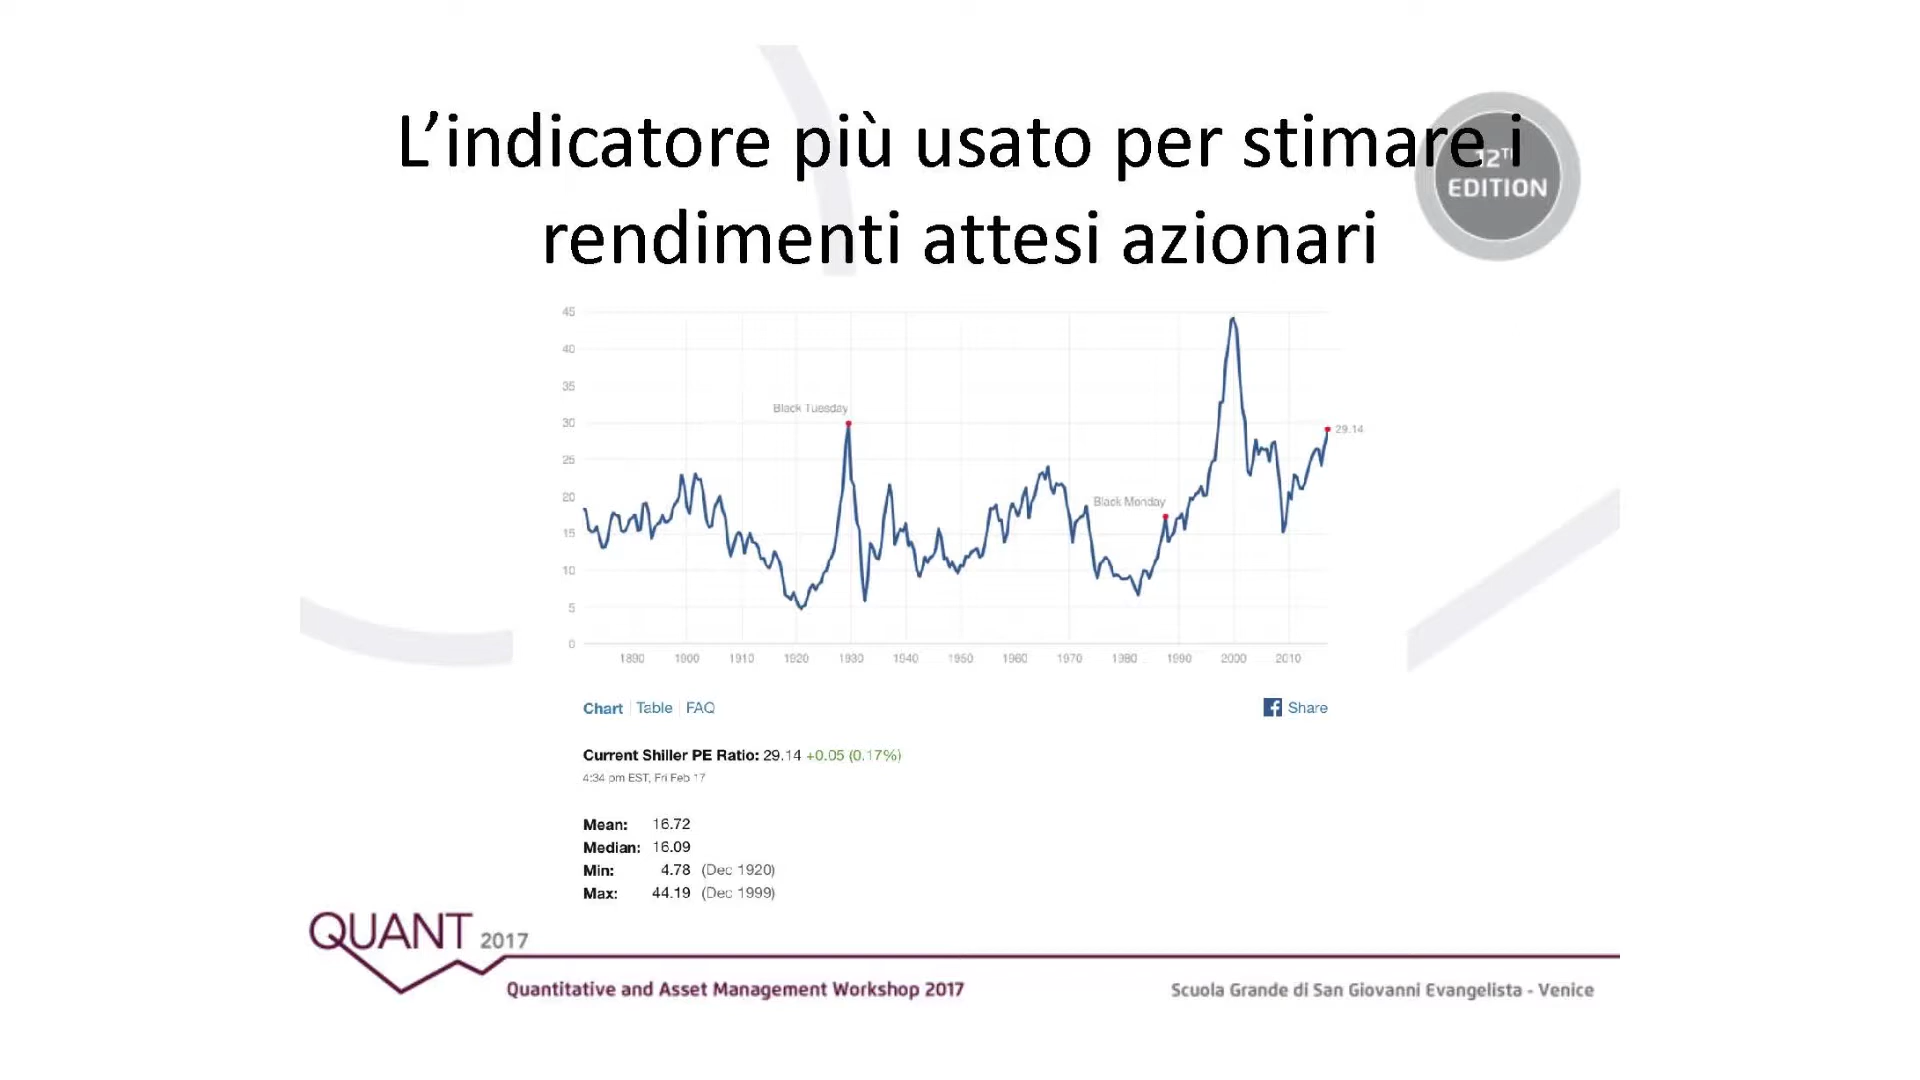 L’indicatore più usato per stimare i
rendimenti attesi azionari
12TH
EDITION
45
40
35
30
25
20
15
10
5
0
Black Tuesday
Black Monday
29.14
1890 1900 1910 1920 1930 1940 1950 1960 1970 1980 1990 2000 2010
Chart Table FAQ
Share
Current Shiller PE Ratio: 29.14 +0.05 (0.17%)
4:34 pm EST, Fri Feb 17
Mean: 16.72
Median: 16.09
Min: 4.78 (Dec 1920)
Max: 44.19 (Dec 1999)
QUANT 2017
Quantitative and Asset Management Workshop 2017
Scuola Grande di San Giovanni Evangelista - Venice